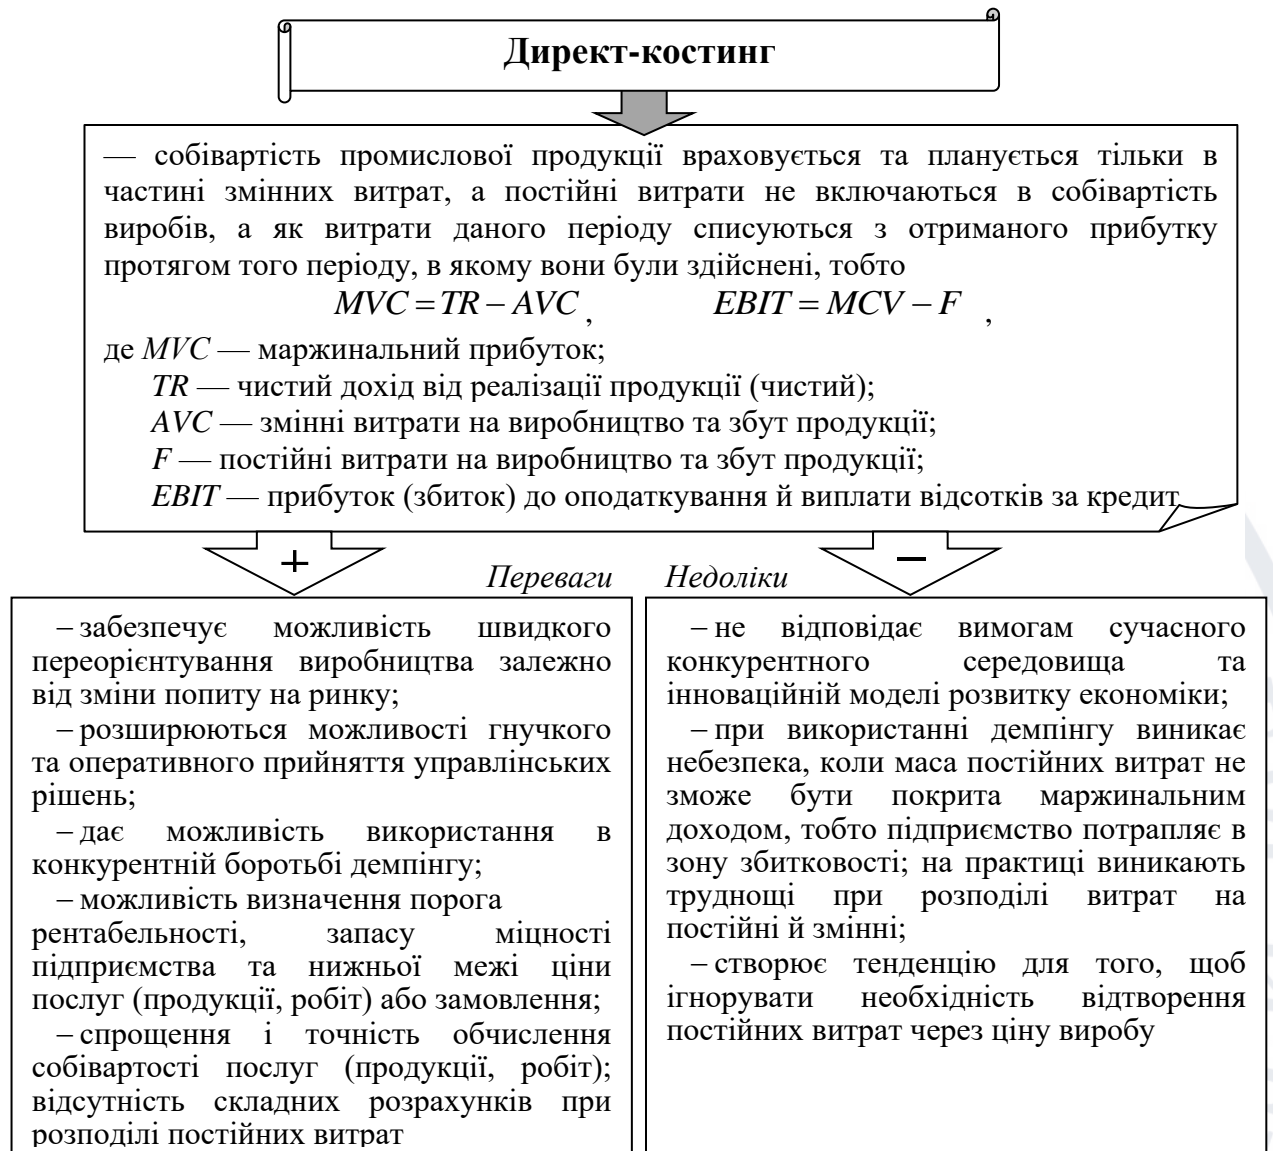 Директ-костинг
— собівартість промислової продукції враховується та планується тільки в
частині змінних витрат, а постійні витрати не включаються в собівартість
виробів, а як витрати даного періоду списуються з отриманого прибутку
протягом того періоду, в якому вони були здійснені, тобто
MVC = TR − AVC , EBIT = MCV − F ,
де MVC — маржинальний прибуток;
TR — чистий дохід від реалізації продукції (чистий);
AVC — змінні витрати на виробництво та збут продукції;
F — постійні витрати на виробництво та збут продукції;
EBIT — прибуток (збиток) до оподаткування й виплати відсотків за кредит
+
Переваги
– забезпечує можливість швидкого
переорієнтування виробництва залежно
від зміни попиту на ринку;
– розширюються можливості гнучкого
та оперативного прийняття управлінських
рішень;
– дає можливість використання в
конкурентній боротьбі демпінгу;
– можливість визначення порога
рентабельності, запасу міцності
підприємства та нижньої межі ціни
послуг (продукції, робіт) або замовлення;
– спрощення і точність обчислення
собівартості послуг (продукції, робіт);
відсутність складних розрахунків при
розподілі постійних витрат
−
Недоліки
– не відповідає вимогам сучасного
конкурентного середовища та
інноваційній моделі розвитку економіки;
– при використанні демпінгу виникає
небезпека, коли маса постійних витрат не
зможе бути покрита маржинальним
доходом, тобто підприємство потрапляє в
зону збитковості; на практиці виникають
труднощі при розподілі витрат на
постійні й змінні;
– створює тенденцію для того, щоб
ігнорувати необхідність відтворення
постійних витрат через ціну виробу